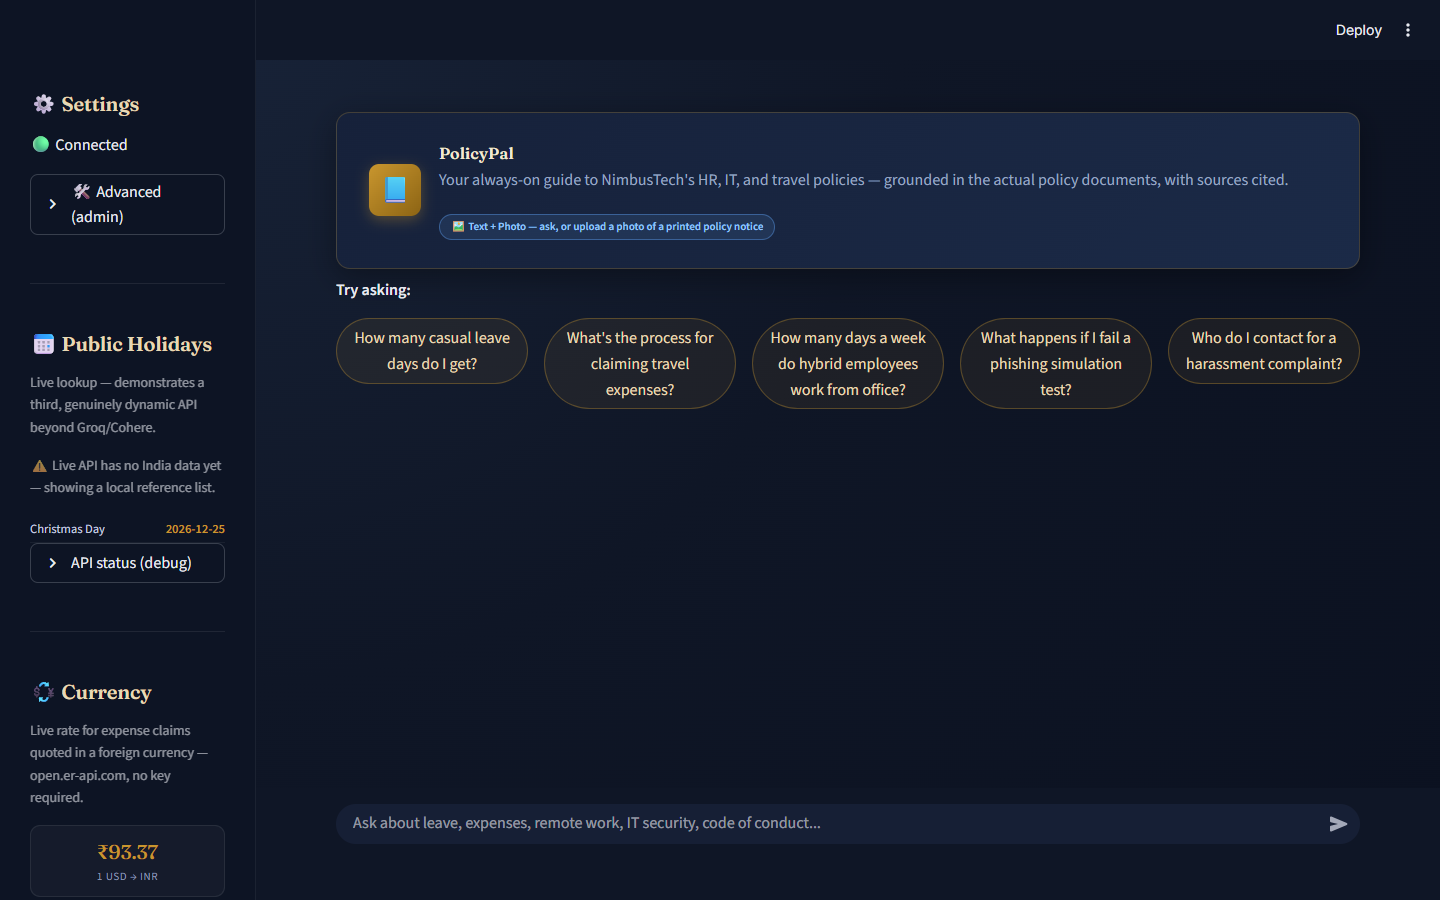 Deploy
Settings
Connected
Advanced
(admin)
Public Holidays
Live lookup — demonstrates a
third, genuinely dynamic API
beyond Groq/Cohere.
Live API has no India data yet
— showing a local reference list.
Christmas Day 2026-12-25
API status (debug)
Currency
Live rate for expense claims
quoted in a foreign currency —
open.er-api.com, no key
required.
₹93.37
1 USD → INR
PolicyPal
Your always-on guide to NimbusTech's HR, IT, and travel policies — grounded in the actual policy documents, with sources cited.
Text + Photo — ask, or upload a photo of a printed policy notice
Try asking:
How many casual leave
days do I get?
What's the process for
claiming travel
expenses?
How many days a week
do hybrid employees
work from office?
What happens if I fail a
phishing simulation
test?
Who do I contact for a
harassment complaint?
Ask about leave, expenses, remote work, IT security, code of conduct...